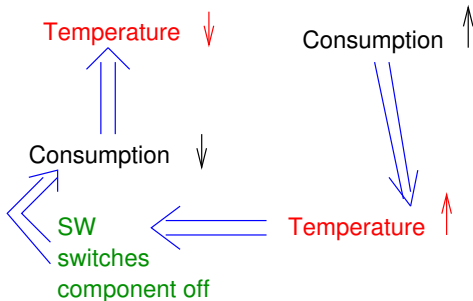 Temperature
Consumption
Consumption
Temperature
SW
switches
component off